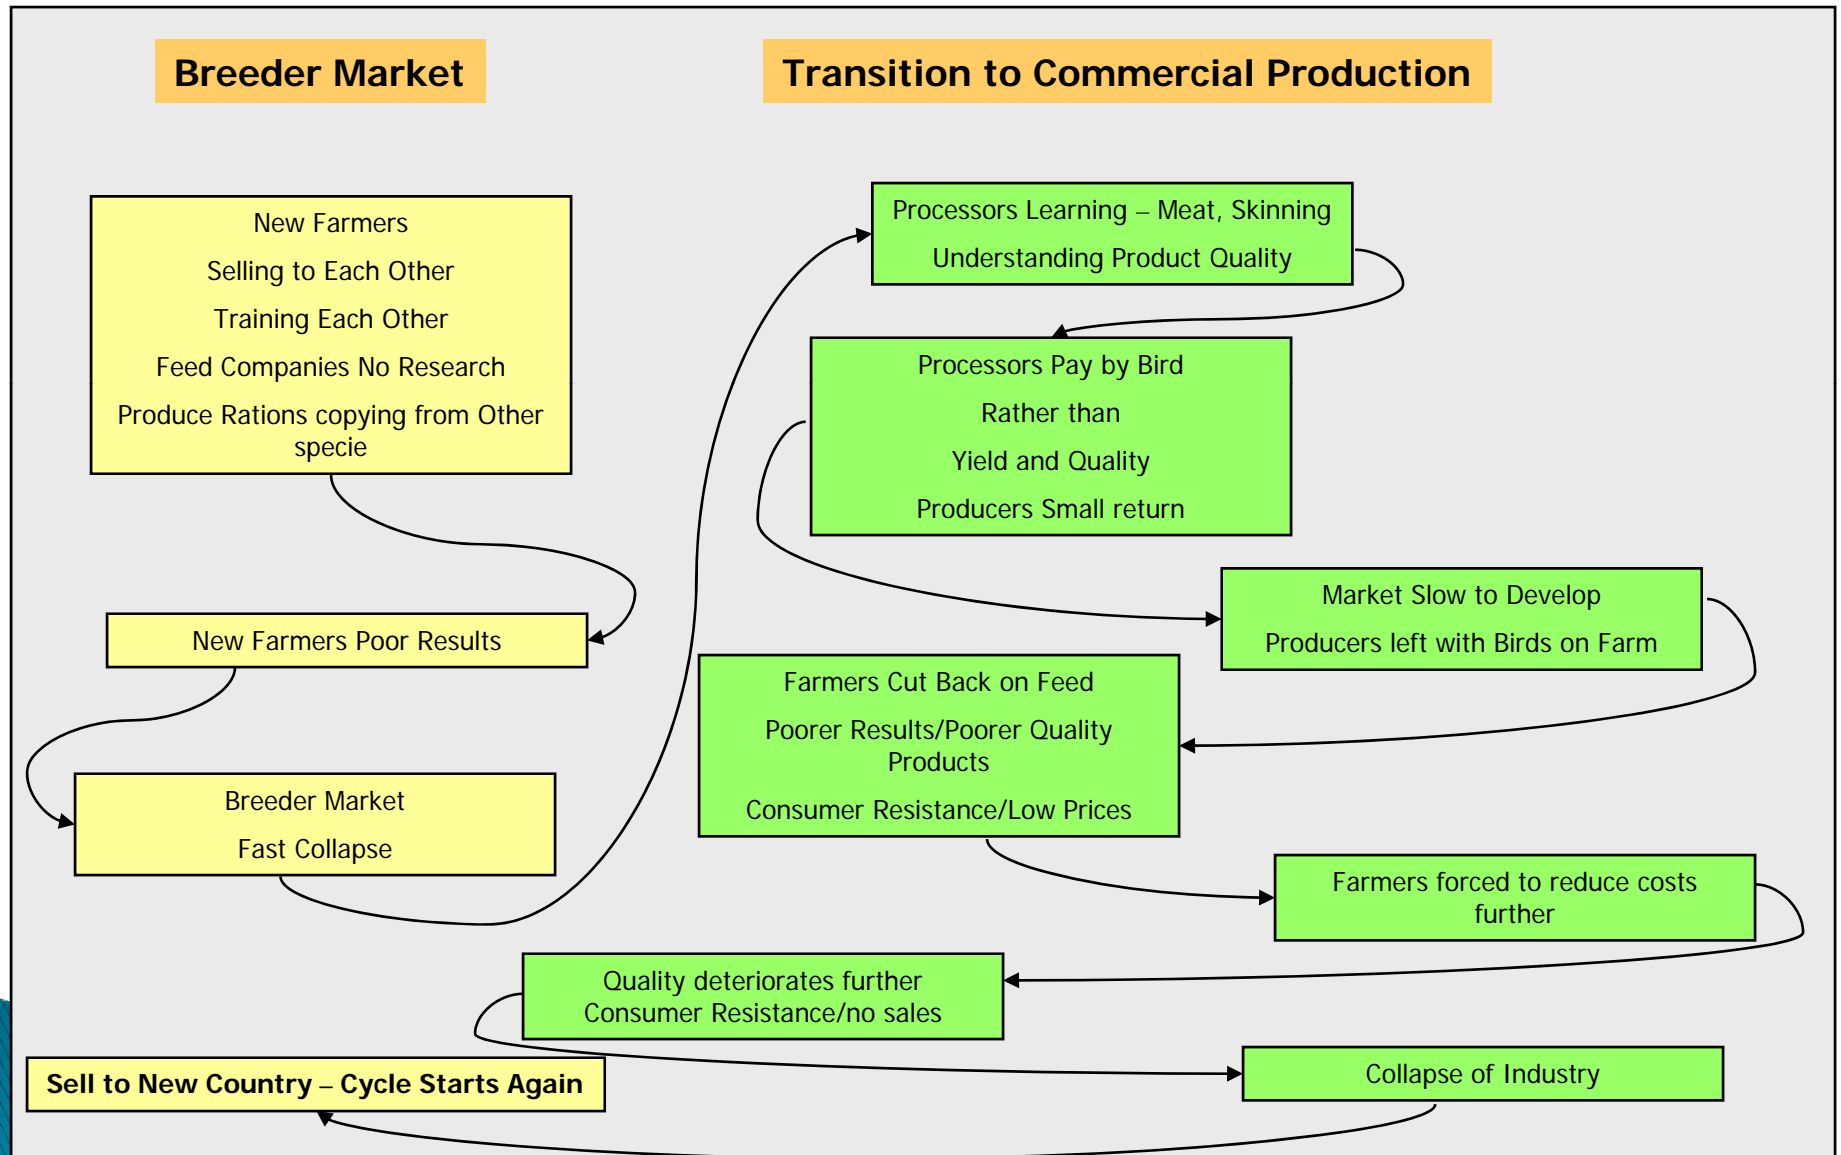 Breeder Market
Transition to Commercial Production
New Farmers
Selling to Each Other
Training Each Other
Feed Companies No Research
Produce Rations copying from Other
specie
New Farmers Poor Results
Breeder Market
Fast Collapse
Processors Learning – Meat, Skinning
Understanding Product Quality
Processors Pay by Bird
Rather than
Yield and Quality
Producers Small return
Market Slow to Develop
Producers left with Birds on Farm
Farmers Cut Back on Feed
Poorer Results/Poorer Quality
Products
Consumer Resistance/Low Prices
Farmers forced to reduce costs
further
Quality deteriorates further
Consumer Resistance/no sales
Collapse of Industry
Sell to New Country – Cycle Starts Again